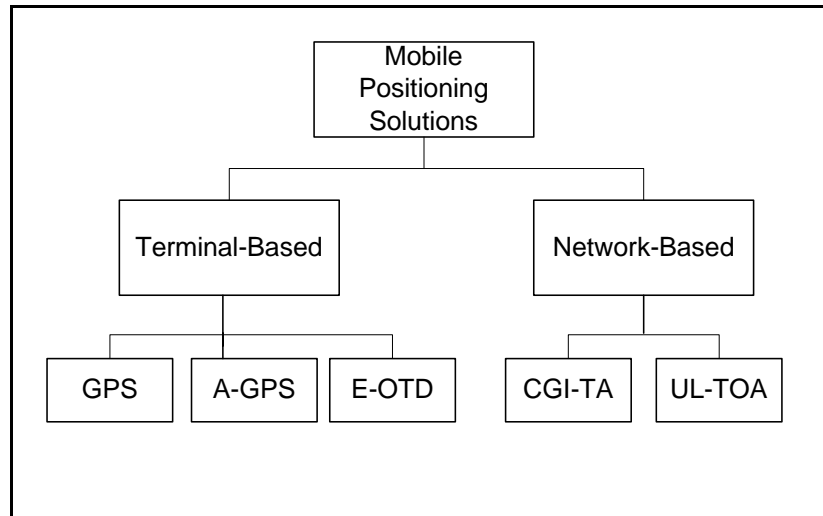 Mobile
Positioning
Solutions
Terminal-Based
Network-Based
GPS
A-GPS
E-OTD
CGI-TA
UL-TOA